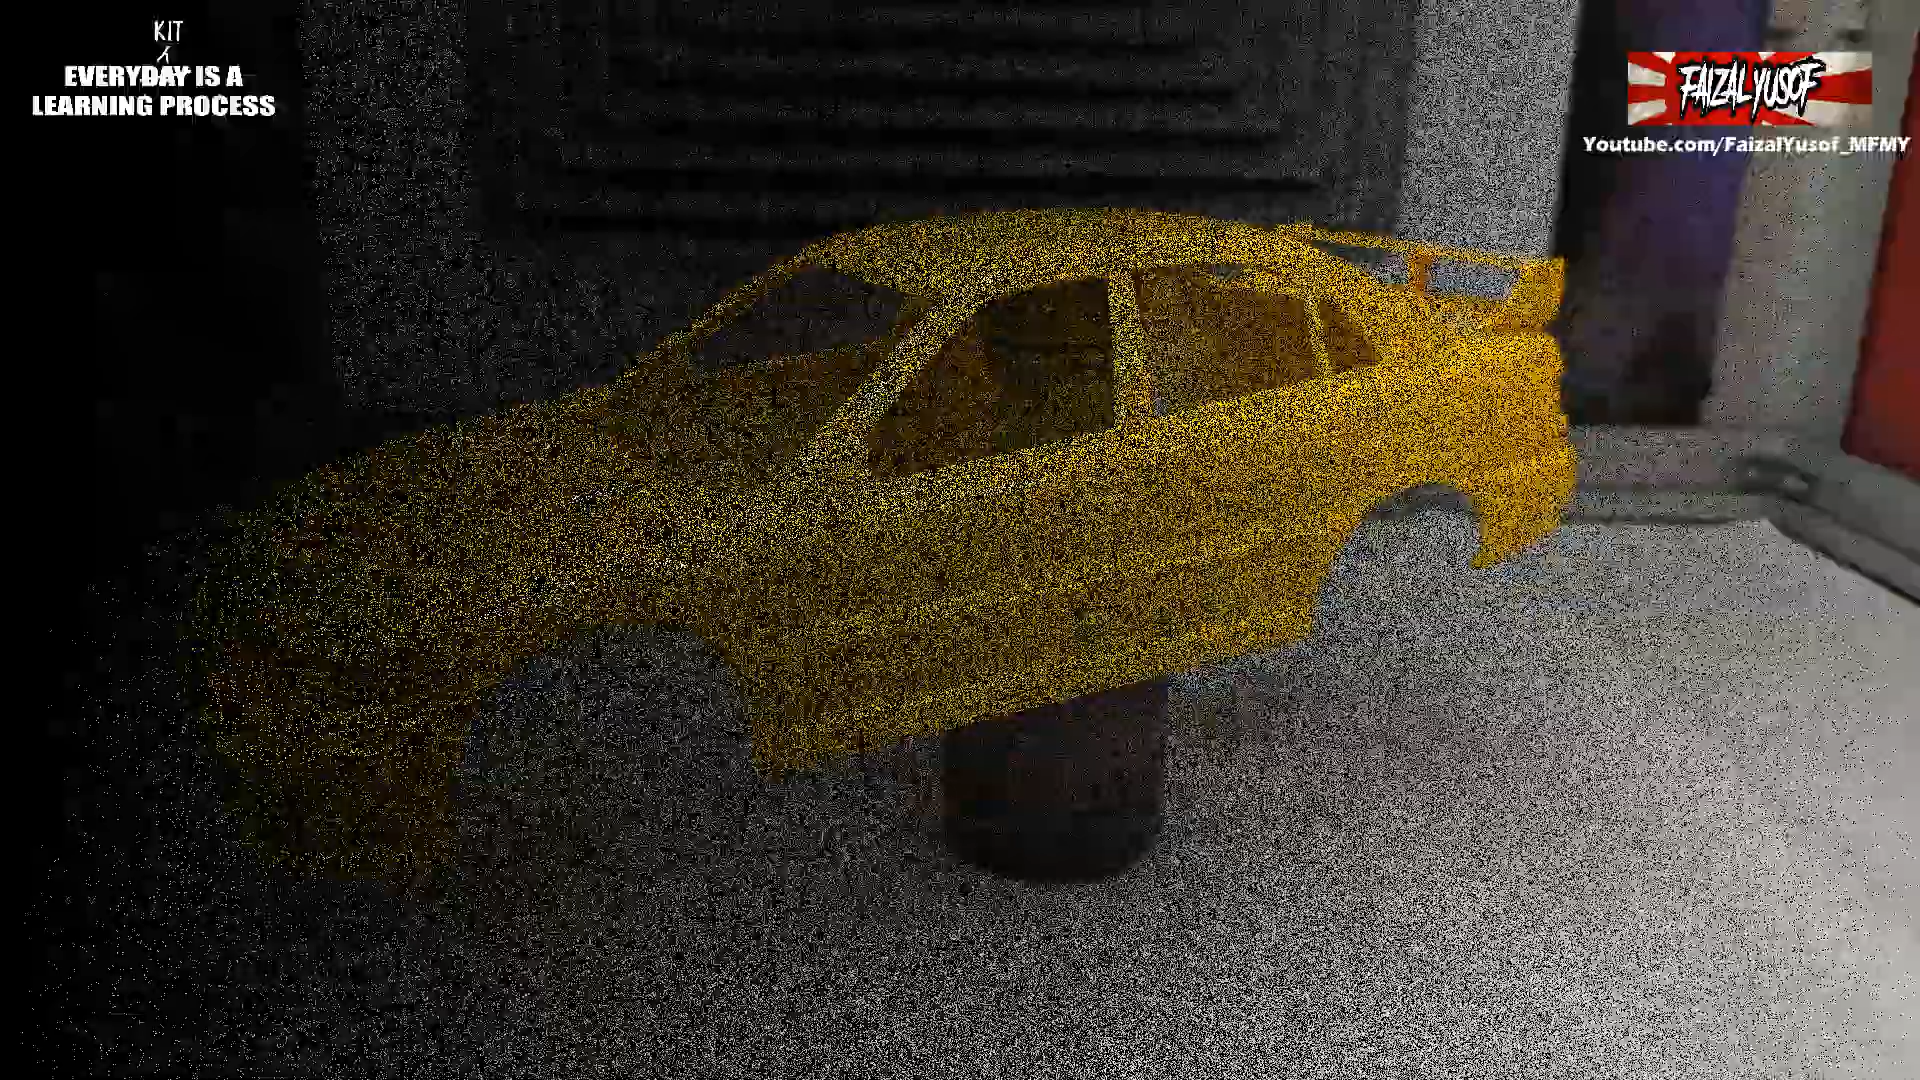 KIT
EVERYDAY IS A
LEARNING PROCESS
FAIZAL YUSOF
Youtube.com/FaizalYusof_MFMY